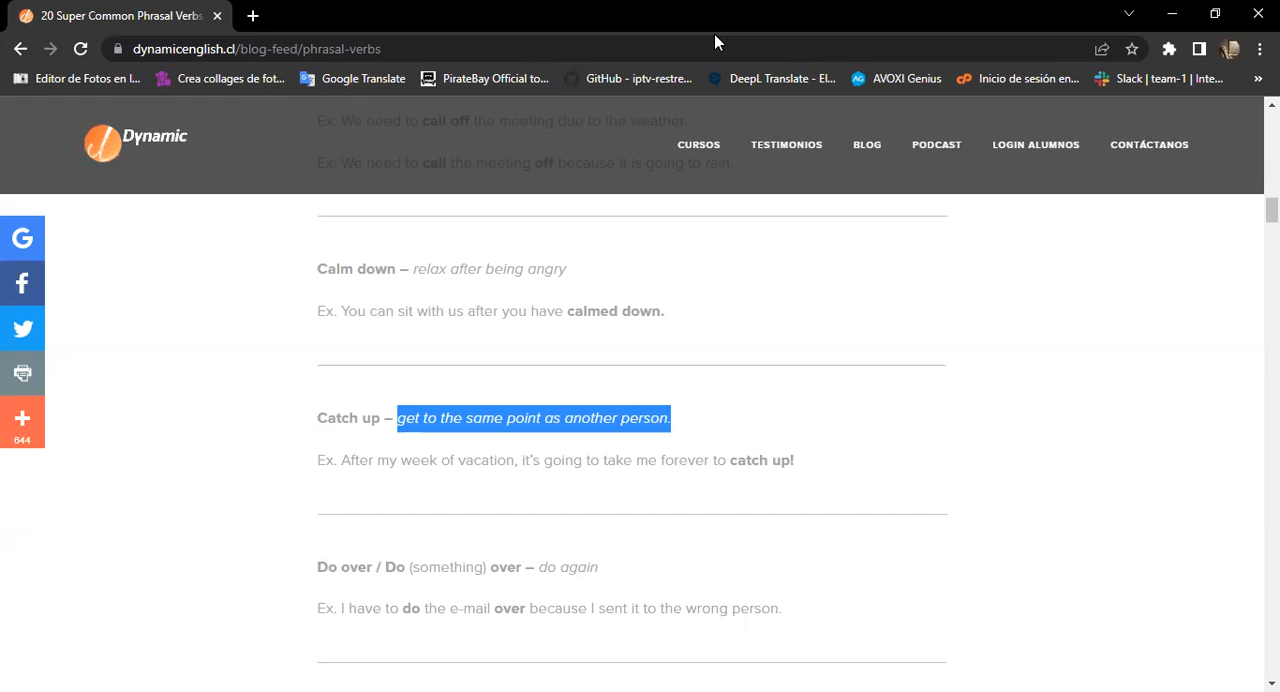 20 Super Common Phrasal Verbs
dynamicenglish.cl/blog-feed/phrasal-verbs
Editor de Fotos en l... Crea collages de fot... Google Translate PirateBay Official to... GitHub - iptv-restre... DeepL Translate - El... AVOXI Genius Inicio de sesión en... Slack | team-1 | Inte... »
Dynamic
CURSOS TESTIMONIOS BLOG PODCAST LOGIN ALUMNOS CONTÁCTANOS
Ex. We need to call off the meeting due to the weather.
Ex. We need to call the meeting off because it is going to rain.
Calm down – relax after being angry
Ex. You can sit with us after you have calmed down.
Catch up – get to the same point as another person.
Ex. After my week of vacation, it's going to take me forever to catch up!
Do over / Do (something) over – do again
Ex. I have to do the e-mail over because I sent it to the wrong person.
644